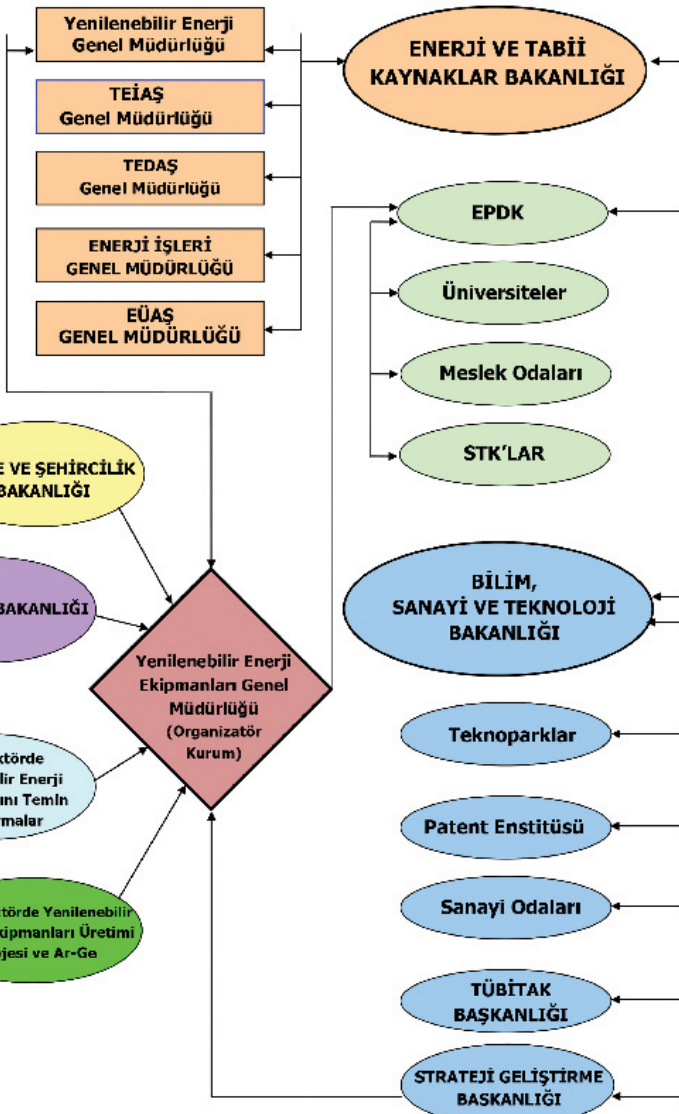 Yenilenebilir Enerji
Genel Müdürlüğü
TEİAŞ
Genel Müdürlüğü
TEDAŞ
Genel Müdürlüğü
ENERJİ İŞLERİ
GENEL MÜDÜRLÜĞÜ
EÜAŞ
GENEL MÜDÜRLÜĞÜ
ENERJİ VE TABİİ
KAYNAKLAR BAKANLIĞI
EPDK
Üniversiteler
Meslek Odaları
STK'LAR
E VE ŞEHİRCİLİK
BAKANLIĞI
BAKANLIĞI
Yenilenebilir Enerji
Ekipmanları Genel
Müdürlüğü
(Organizatör
Kurum)
BİLİM,
SANAYİ VE TEKNOLOJİ
BAKANLIĞI
Teknoparklar
Patent Enstitüsü
Sanayi Odaları
TÜBİTAK
BAŞKANLIĞI
STRATEJİ GELİŞTİRME
BAŞKANLIĞI
törde
lir Enerji
ını Temin
malar
törde Yenilenebilir
kipmanları Üretimi
jesi ve Ar-Ge